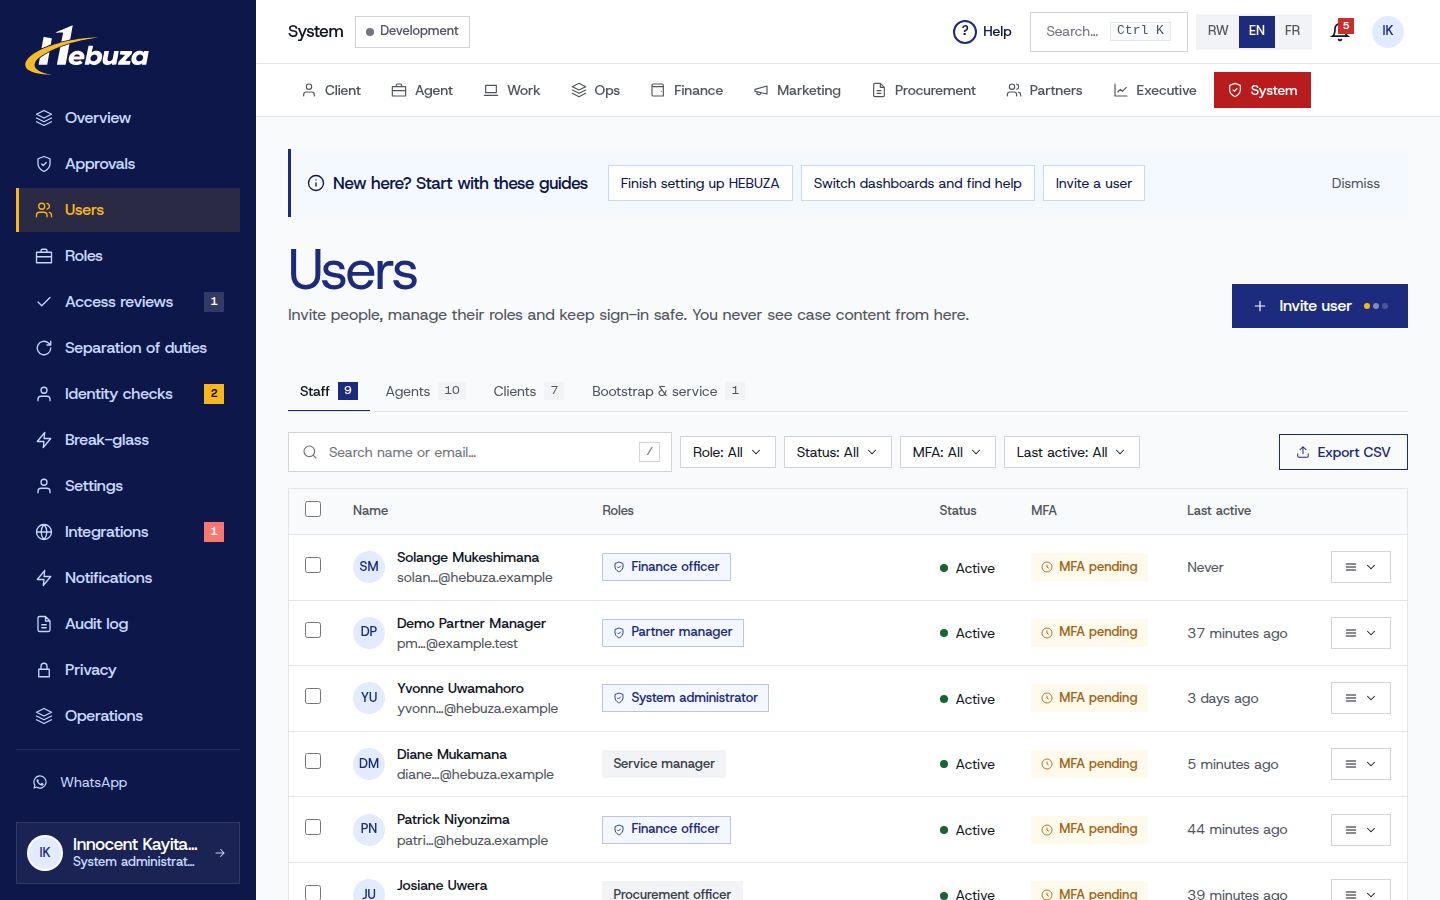 Hebuza
System
Development
Help
Search...
Ctrl K
RW
EN
FR
5
IK
Client
Agent
Work
Ops
Finance
Marketing
Procurement
Partners
Executive
System
Overview
Approvals
Users
Roles
Access reviews
1
Separation of duties
Identity checks
2
Break-glass
Settings
Integrations
1
Notifications
Audit log
Privacy
Operations
WhatsApp
IK
Innocent Kayita...
System administrat...
New here? Start with these guides
Finish setting up HEBUZA
Switch dashboards and find help
Invite a user
Dismiss
Users
Invite people, manage their roles and keep sign-in safe. You never see case content from here.
+ Invite user
Staff 9
Agents 10
Clients 7
Bootstrap & service 1
Search name or email...
/
Role: All
Status: All
MFA: All
Last active: All
Export CSV
Name Roles Status MFA Last active
SM Solange Mukeshimana
solan...@hebuza.example
Finance officer Active MFA pending Never
DP Demo Partner Manager
pm...@example.test
Partner manager Active MFA pending 37 minutes ago
YU Yvonne Uwamahoro
yvonn...@hebuza.example
System administrator Active MFA pending 3 days ago
DM Diane Mukamana
diane...@hebuza.example
Service manager Active MFA pending 5 minutes ago
PN Patrick Niyonzima
patri...@hebuza.example
Finance officer Active MFA pending 44 minutes ago
JU Josiane Uwera
Procurement officer Active MFA pending 39 minutes ago